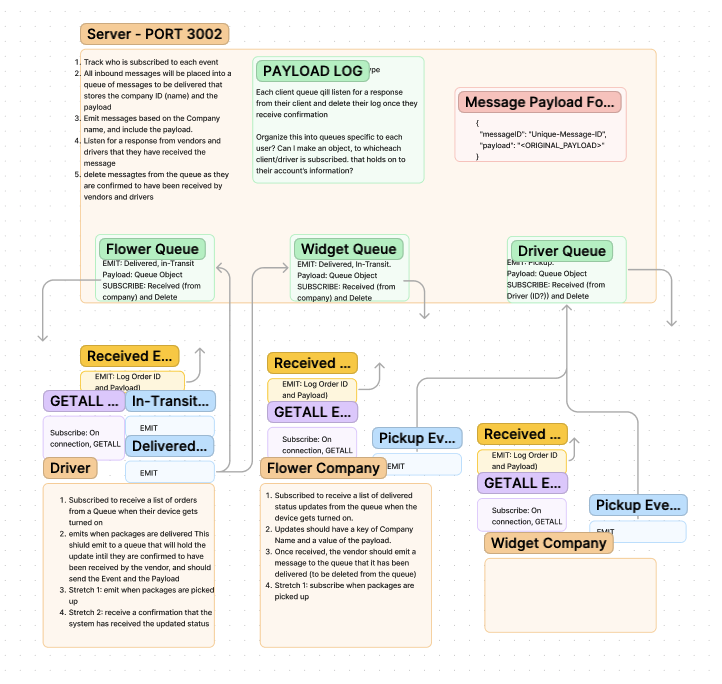 Server - PORT 3002
1. Track who is subscribed to each event
2. All inbound messages will be placed into a
queue of messages to be delivered that
stores the company ID (name) and the
payload
3. Emit messages based on the Company
name, and include the payload.
4. Listen for a response from vendors and
drivers that they have received the
message
5. delete messagtes from the queue as they
are confirmed to have been received by
vendors and drivers
PAYLOAD LOG
ype
Each client queue qill listen for a response
from their client and delete their log once they
receive confirmation
Organize this into queues specific to each
user? Can I make an object, to whicheach
client/driver is subscribed. that holds on to
their account's information?
Message Payload Fo...
{
"messageID": "Unique-Message-ID",
"payload": "<ORIGINAL_PAYLOAD>"
}
Flower Queue
EMIT: Delivered, in-Transit
Payload: Queue Object
SUBSCRIBE: Received (from
company) and Delete
Widget Queue
EMIT: Delivered, In-Transit.
Payload: Queue Object
SUBSCRIBE: Received (from
company) and Delete
Driver Queue
EMIT: Pickup.
Payload: Queue Object
SUBSCRIBE: Received (from
Driver (ID?)) and Delete
Received E...
EMIT: Log Order ID
and Payload)
GETALL ...
Subscribe: On
connection, GETALL
In-Transit...
EMIT
Delivered...
EMIT
Driver
1. Subscribed to receive a list of orders
from a Queue when their device gets
turned on
2. emits when packages are delivered This
shiuld emit to a queue that will hold the
update intil they are confirmed to have
been received by the vendor, and should
send the Event and the Payload
3. Stretch 1: emit when packages are picked
up
4. Stretch 2: receive a confirmation that the
system has received the updated status
Received ...
EMIT: Log Order ID
and Payload)
GETALL E...
Subscribe: On
connection, GETALL
Pickup Ev...
EMIT
Flower Company
1. Subscribed to receive a list of delivered
status updates from the queue when the
device gets turned on.
2. Updates should have a key of Company
Name and a value of the payload.
3. Once received, the vendor should emit a
message to the queue that it has been
delivered (to be deleted from the queue)
4. Stretch 1: subscribe when packages are
picked up
Received ...
EMIT: Log Order ID
and Payload)
GETALL E...
Subscribe: On
connection, GETALL
Pickup Eve...
EMIT
Widget Company